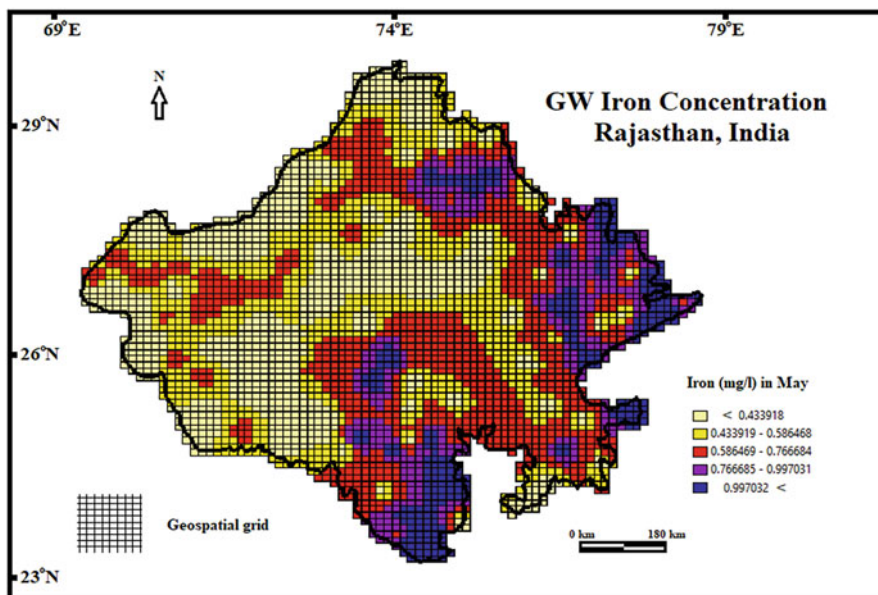 69°E
74°E
79°E
N
GW Iron Concentration
Rajasthan, India
29°N
26°N
Iron (mg/l) in May
< 0.433918
0.433919 - 0.586468
0.586469 - 0.766684
0.766685 - 0.997031
0.997032 <
Geospatial grid
0 km 180 km
23°N